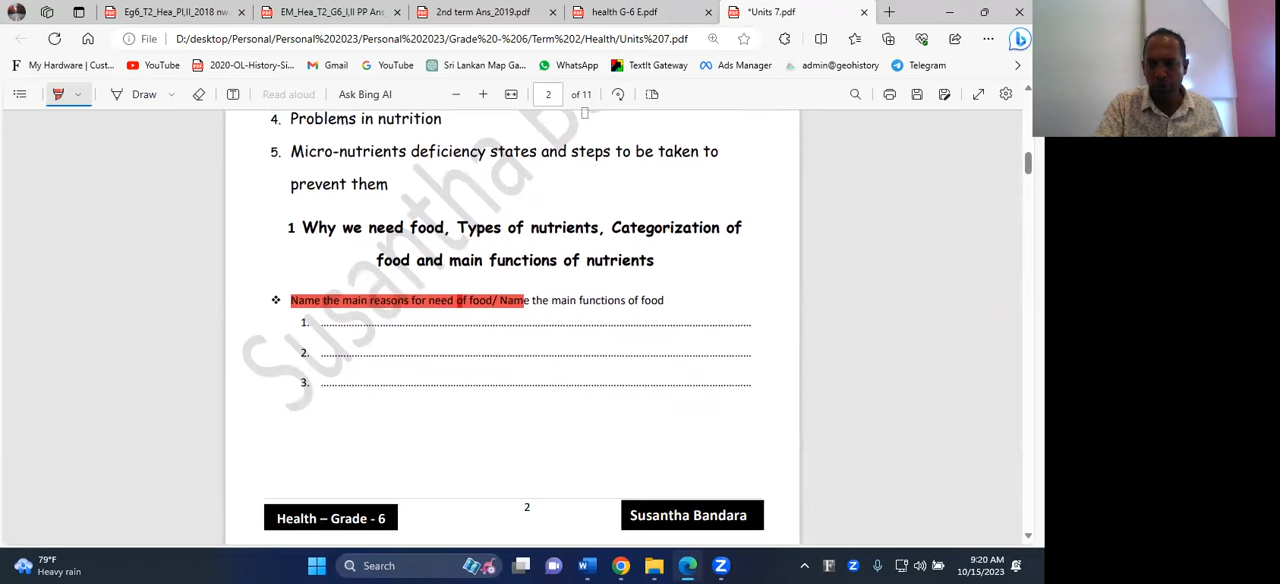 Eg6_T2_Hea_PI,II_2018 nw. EM_Hea_T2_G6_I,II PP Ans_ 2nd term Ans_2019.pdf health G-6 E.pdf *Units 7.pdf
File D:/desktop/Personal/Personal%202023/Personal%202023/Grade%20-%206/Term%202/Health/Units%207.pdf
My Hardware | Cust... YouTube 2020-OL-History-Si... Gmail YouTube Sri Lankan Map Ga... WhatsApp TextIt Gateway Ads Manager admin@geohistory Telegram
Draw Read aloud Ask Bing AI 2 of 11
4. Problems in nutrition
5. Micro-nutrients deficiency states and steps to be taken to
prevent them
1 Why we need food, Types of nutrients, Categorization of
food and main functions of nutrients
❖ Name the main reasons for need of food/ Name the main functions of food
1. ........................................................................
2. ........................................................................
3. ........................................................................
Susantha Ba
2
Health – Grade - 6 Susantha Bandara
79°F
Heavy rain
Search
9:20 AM
10/15/2023